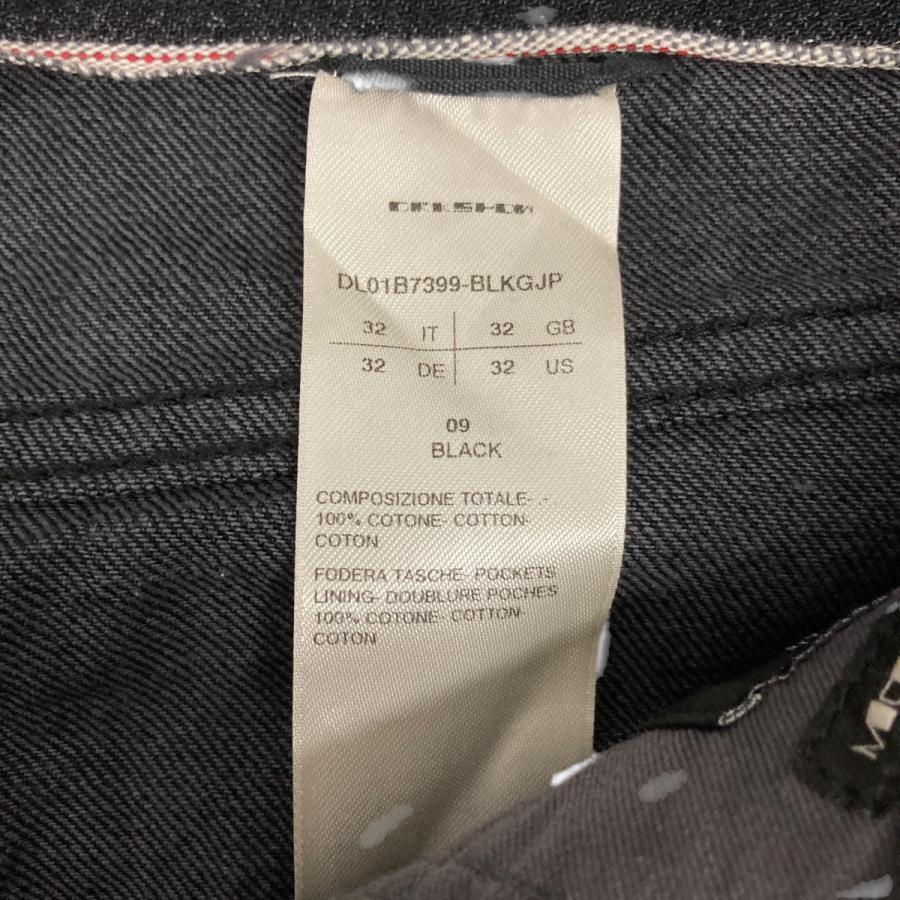 DRKSHDW
DL01B7399-BLKGJP
32 IT 32 GB
32 DE 32 US
09
BLACK
COMPOSIZIONE TOTALE- .-
100% COTONE- COTTON-
COTON
FODERA TASCHE- POCKETS
LINING- DOUBLURE POCHES
100% COTONE- COTTON-
COTON